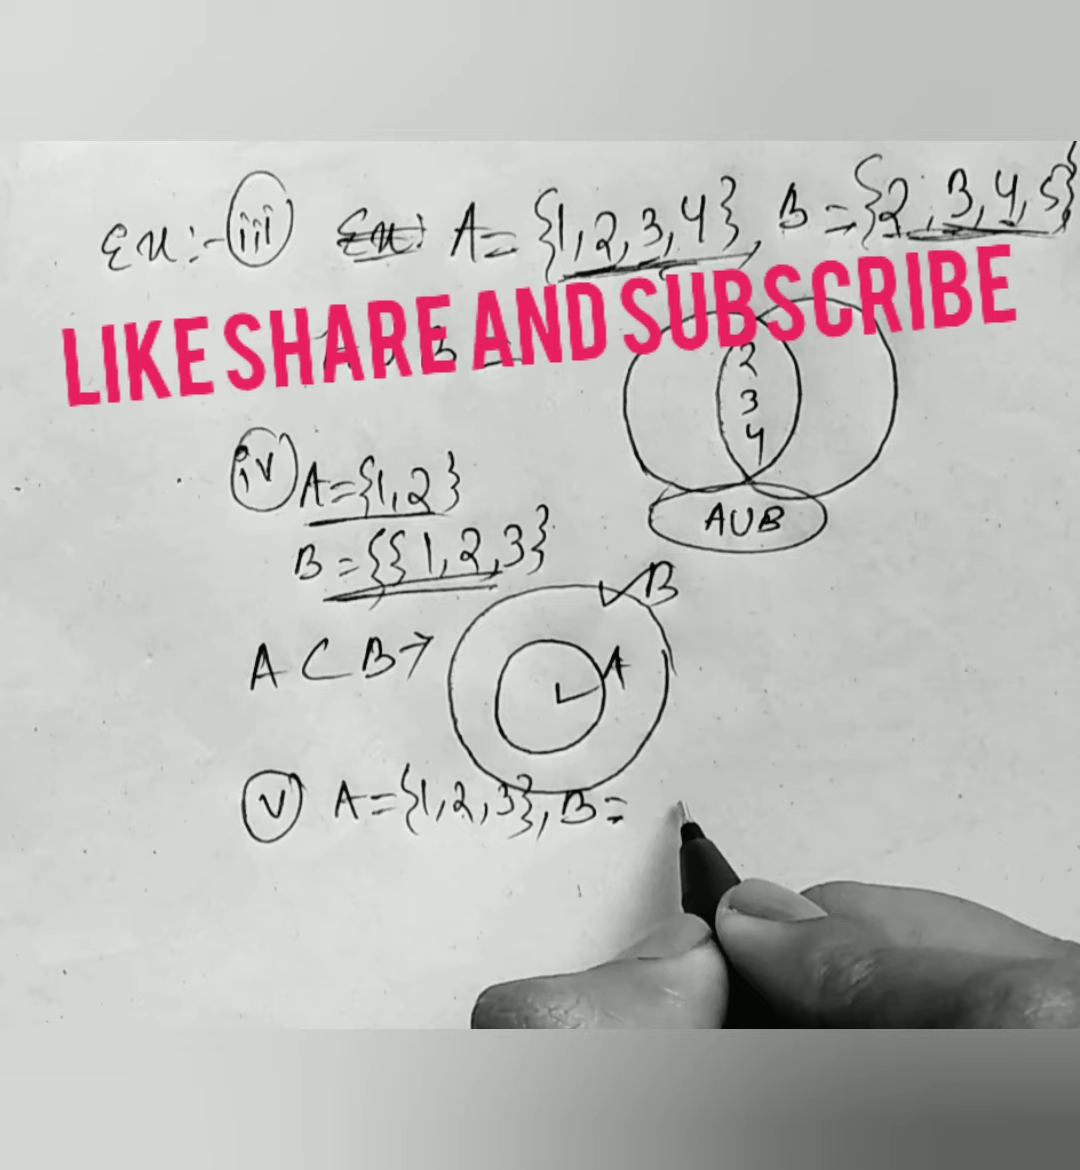 Ex:- (iii) Ex: A = {1,2,3,4}, B = {2,3,4,5}
LIKE SHARE AND SUBSCRIBE
2
3
4
(iv) A = {1,2}
AUB
B = {{1,2,3}
B
A ⊂ B →
A
(v) A = {1,2,3}, B =